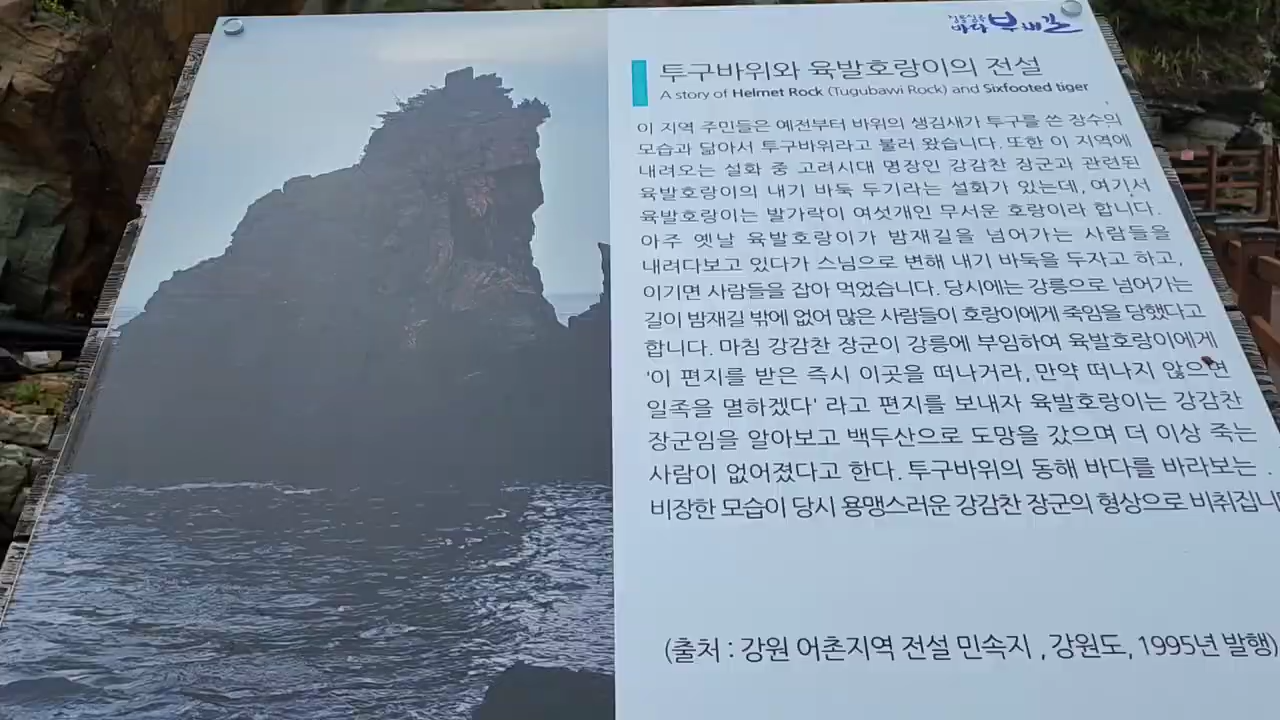 정동심곡
바다부채길
투구바위와 육발호랑이의 전설
A story of Helmet Rock (Tugubawi Rock) and Sixfooted tiger
이 지역 주민들은 예전부터 바위의 생김새가 투구를 쓴 장수의
모습과 닮아서 투구바위라고 불러 왔습니다. 또한 이 지역에
내려오는 설화 중 고려시대 명장인 강감찬 장군과 관련된
육발호랑이의 내기 바둑 두기라는 설화가 있는데, 여기서
육발호랑이는 발가락이 여섯개인 무서운 호랑이라 합니다.
아주 옛날 육발호랑이가 밤재길을 넘어가는 사람들을
내려다보고 있다가 스님으로 변해 내기 바둑을 두자고 하고,
이기면 사람들을 잡아 먹었습니다. 당시에는 강릉으로 넘어가는
길이 밤재길 밖에 없어 많은 사람들이 호랑이에게 죽임을 당했다고
합니다. 마침 강감찬 장군이 강릉에 부임하여 육발호랑이에게
'이 편지를 받은 즉시 이곳을 떠나거라, 만약 떠나지 않으면
일족을 멸하겠다' 라고 편지를 보내자 육발호랑이는 강감찬
장군임을 알아보고 백두산으로 도망을 갔으며 더 이상 죽는
사람이 없어졌다고 한다. 투구바위의 동해 바다를 바라보는
비장한 모습이 당시 용맹스러운 강감찬 장군의 형상으로 비춰집니
(출처 : 강원 어촌지역 전설 민속지 , 강원도, 1995년 발행)